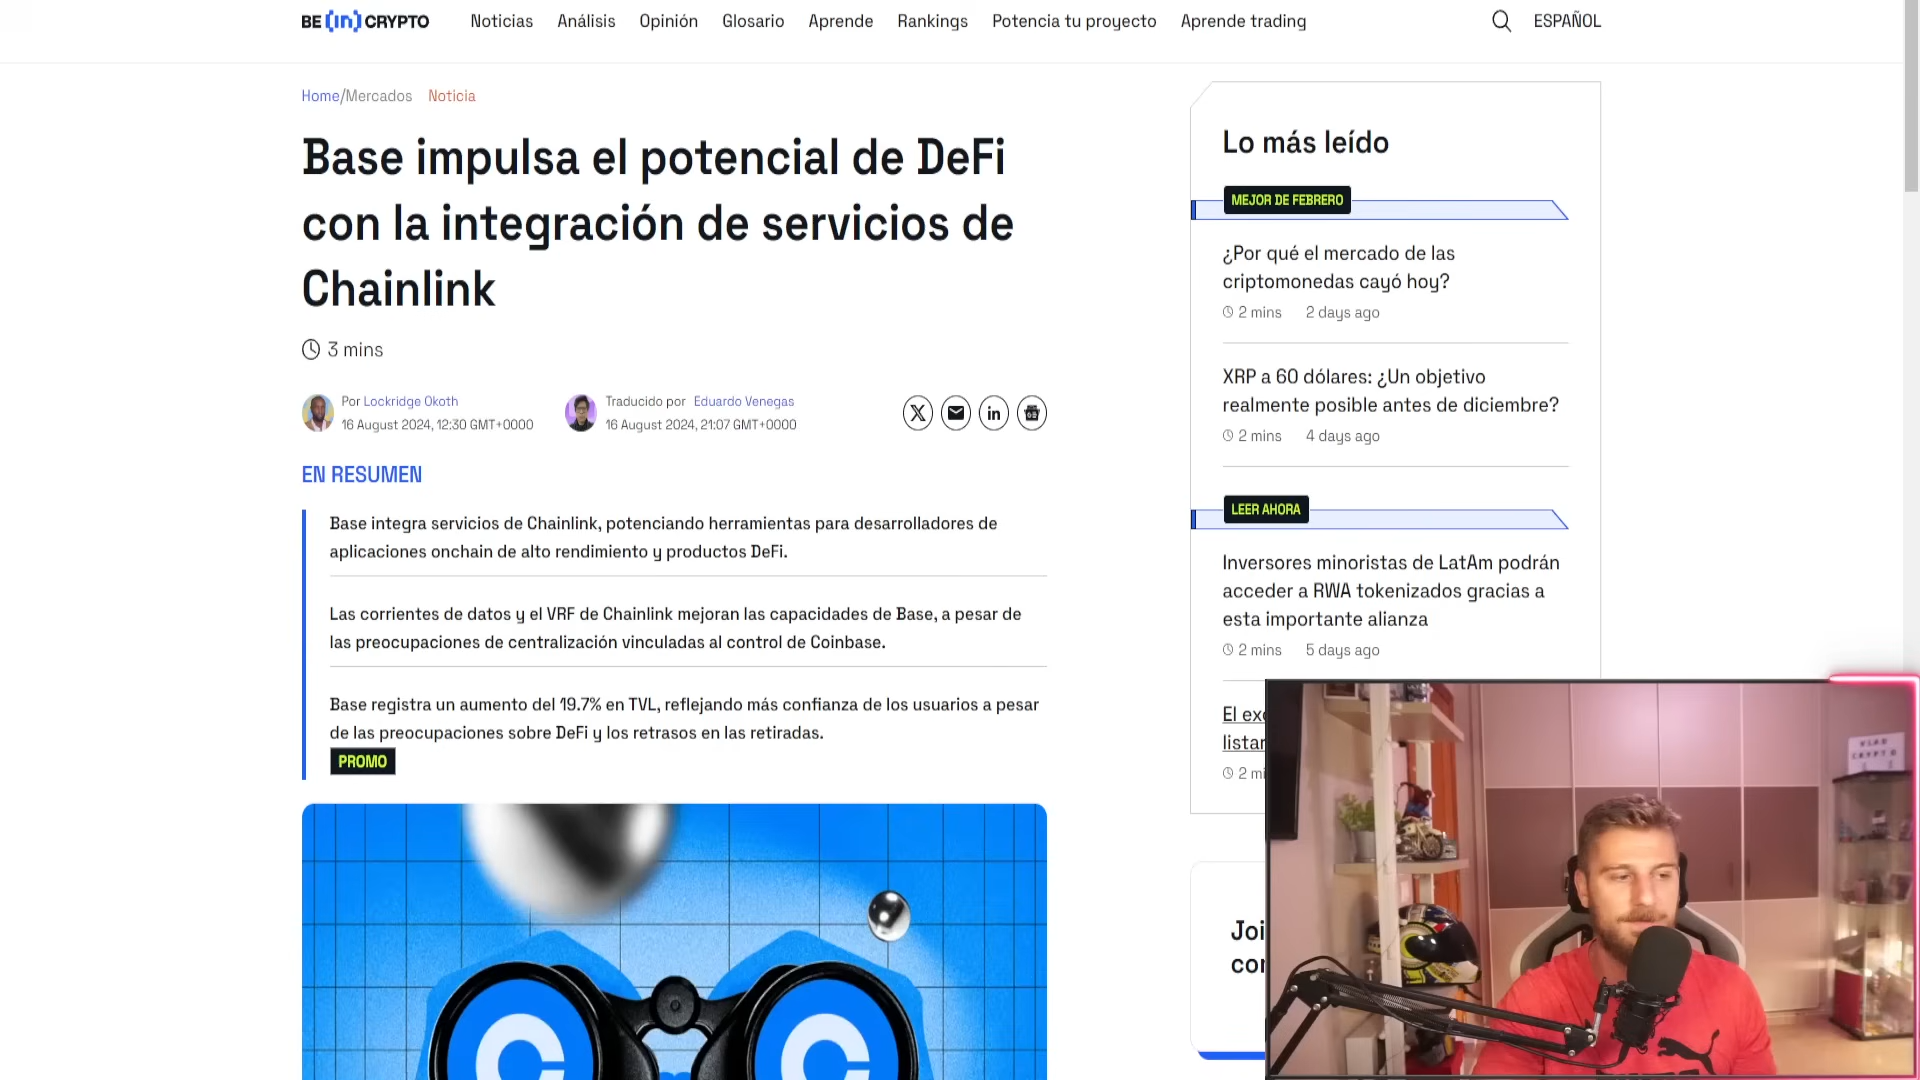 BE[in]CRYPTO
Noticias
Análisis
Opinión
Glosario
Aprende
Rankings
Potencia tu proyecto
Aprende trading
ESPAÑOL
Home/Mercados Noticia
Base impulsa el potencial de DeFi
con la integración de servicios de
Chainlink
3 mins
Por Lockridge Okoth
16 August 2024, 12:30 GMT+0000
Traducido por Eduardo Venegas
16 August 2024, 21:07 GMT+0000
EN RESUMEN
Base integra servicios de Chainlink, potenciando herramientas para desarrolladores de
aplicaciones onchain de alto rendimiento y productos DeFi.
Las corrientes de datos y el VRF de Chainlink mejoran las capacidades de Base, a pesar de
las preocupaciones de centralización vinculadas al control de Coinbase.
Base registra un aumento del 19.7% en TVL, reflejando más confianza de los usuarios a pesar
de las preocupaciones sobre DeFi y los retrasos en las retiradas.
PROMO
Lo más leído
MEJOR DE FEBRERO
¿Por qué el mercado de las
criptomonedas cayó hoy?
2 mins 2 days ago
XRP a 60 dólares: ¿Un objetivo
realmente posible antes de diciembre?
2 mins 4 days ago
LEER AHORA
Inversores minoristas de LatAm podrán
acceder a RWA tokenizados gracias a
esta importante alianza
2 mins 5 days ago
El
listar
2
VLAD
CRYPTO